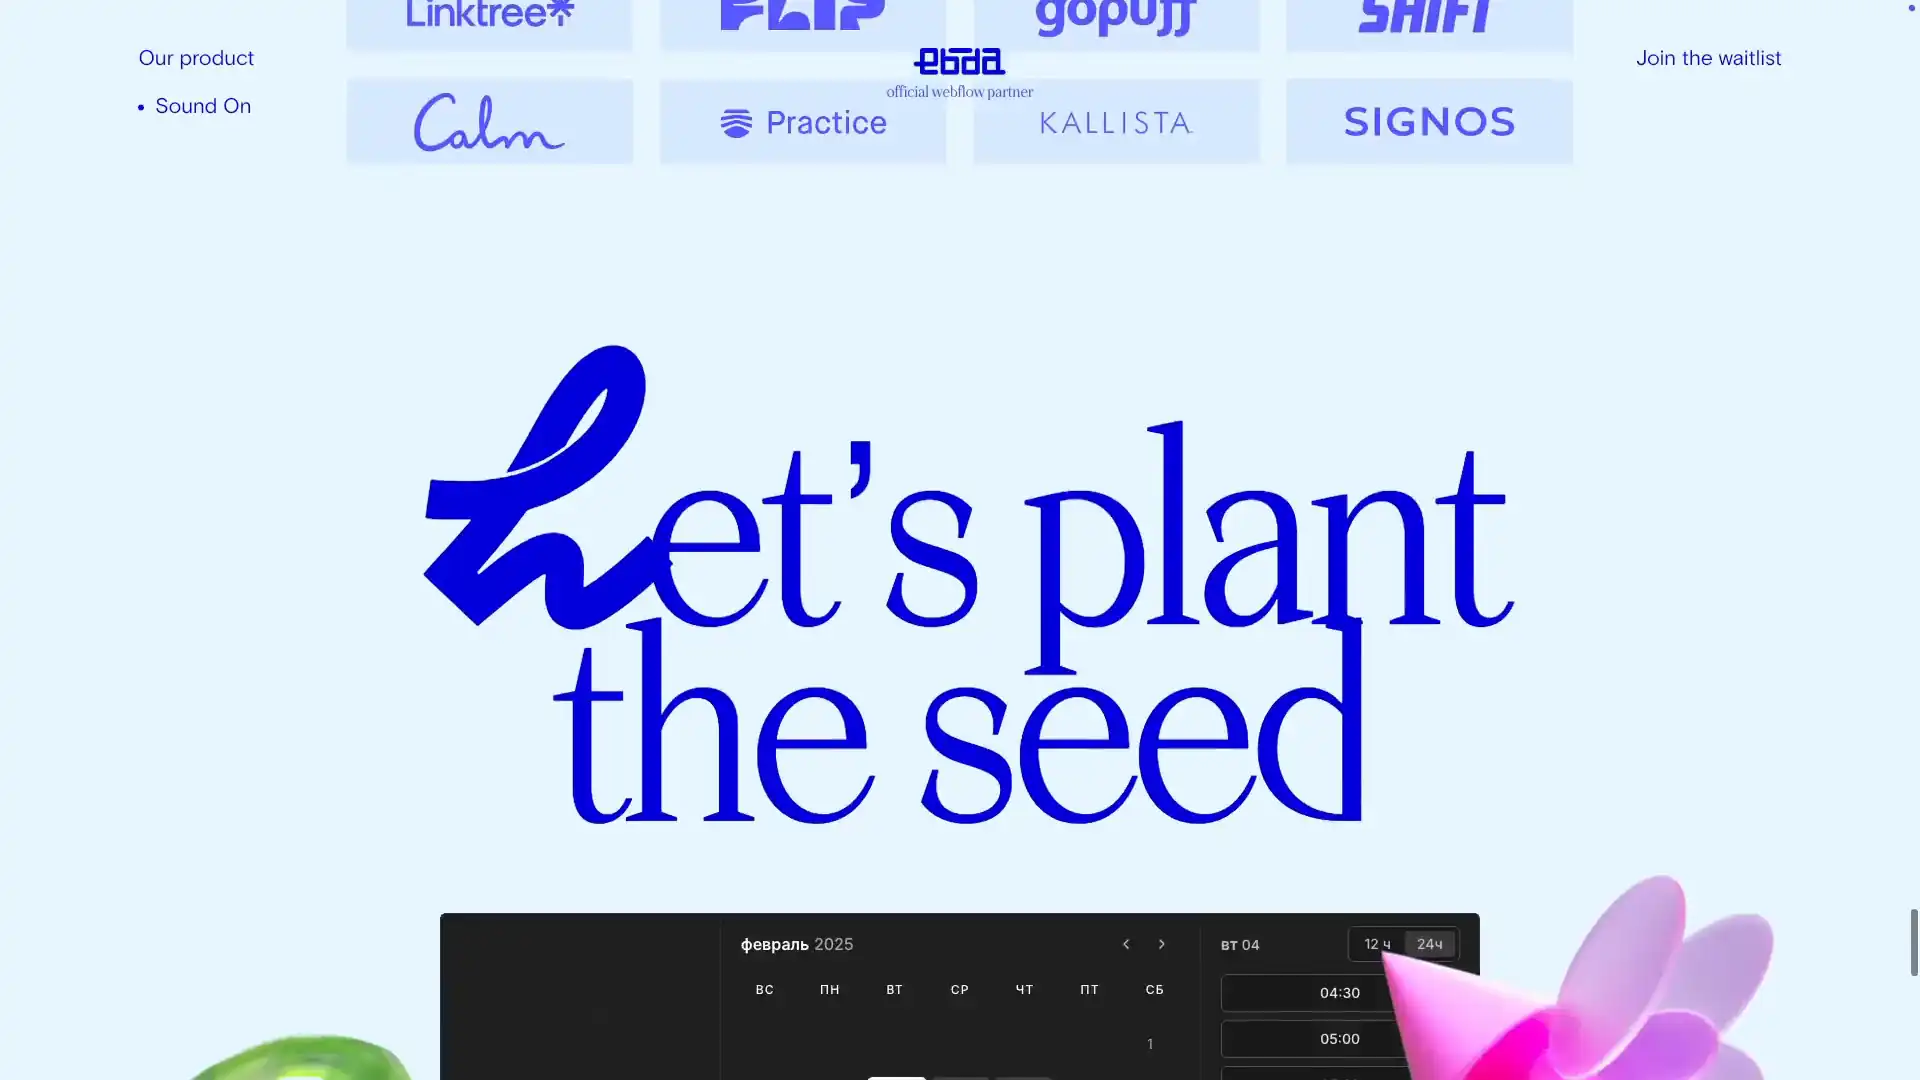 Linktree
FLIP
gopuff
SHIFT
Our product
ebda
official webflow partner
Join the waitlist
Sound On
Calm
Practice
KALLISTA
SIGNOS
Let’s plant
the seed
февраль 2025
вт 04
12 ч
24ч
ВС ПН ВТ СР ЧТ ПТ СБ
04:30
05:00
1